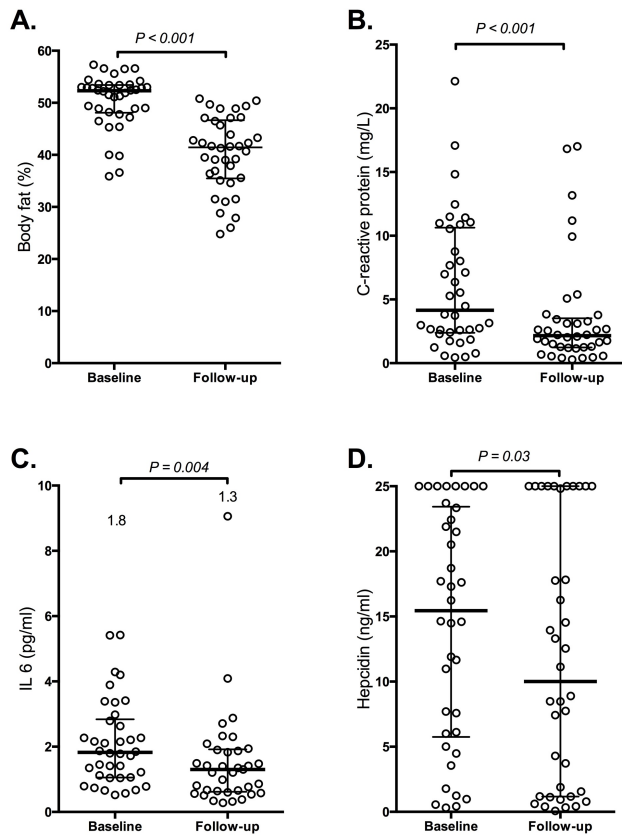 A.
P < 0.001
60
50
40
30
20
10
0
Body fat (%)
Baseline Follow-up
B.
P <0.001
25
20
15
10
5
0
C-reactive protein (mg/L)
Baseline Follow-up
C.
P = 0.004
10
8
6
4
2
0
1.8
1.3
IL 6 (pg/ml)
Baseline Follow-up
D.
P = 0.03
25
20
15
10
5
0
Hepcidin (ng/ml)
Baseline Follow-up